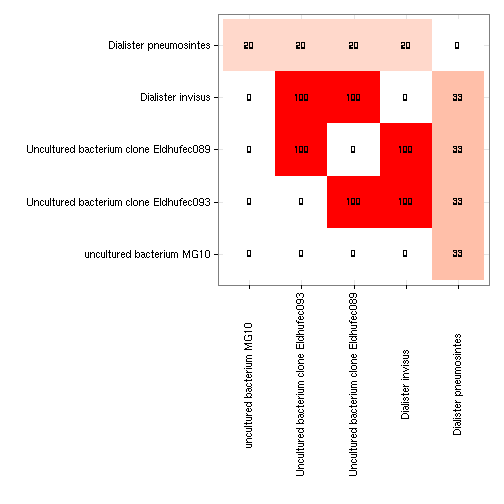 Dialister pneumosintes 20 20 20 20 0
Dialister invisus 0 100 100 0 33
Uncultured bacterium clone Eldhufec089 0 100 0 100 33
Uncultured bacterium clone Eldhufec093 0 0 100 100 33
uncultured bacterium MG10 0 0 0 0 33
uncultured bacterium MG10
Uncultured bacterium clone Eldhufec093
Uncultured bacterium clone Eldhufec089
Dialister invisus
Dialister pneumosintes